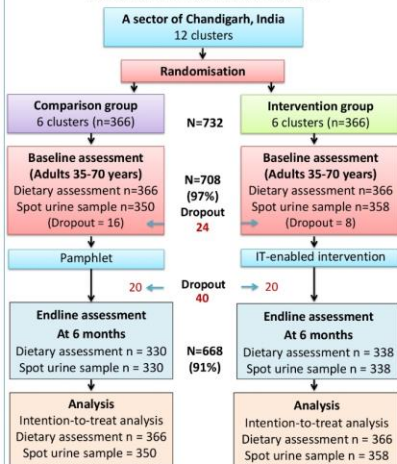 A sector of Chandigarh, India
12 clusters
Randomisation
Comparison group
6 clusters (n=366)
N=732
Intervention group
6 clusters (n=366)
Baseline assessment
(Adults 35-70 years)
Dietary assessment n=366
Spot urine sample n=350
(Dropout = 16)
N=708
(97%)
Dropout
24
Baseline assessment
(Adults 35-70 years)
Dietary assessment n=366
Spot urine sample n=358
(Dropout = 8)
Pamphlet
IT-enabled intervention
20
Dropout
40
20
Endline assessment
At 6 months
Dietary assessment n = 330
Spot urine sample n = 330
N=668
(91%)
Endline assessment
At 6 months
Dietary assessment n = 338
Spot urine sample n = 338
Analysis
Intention-to-treat analysis
Dietary assessment n = 366
Spot urine sample = 350
Analysis
Intention-to-treat analysis
Dietary assessment n = 366
Spot urine sample n = 358